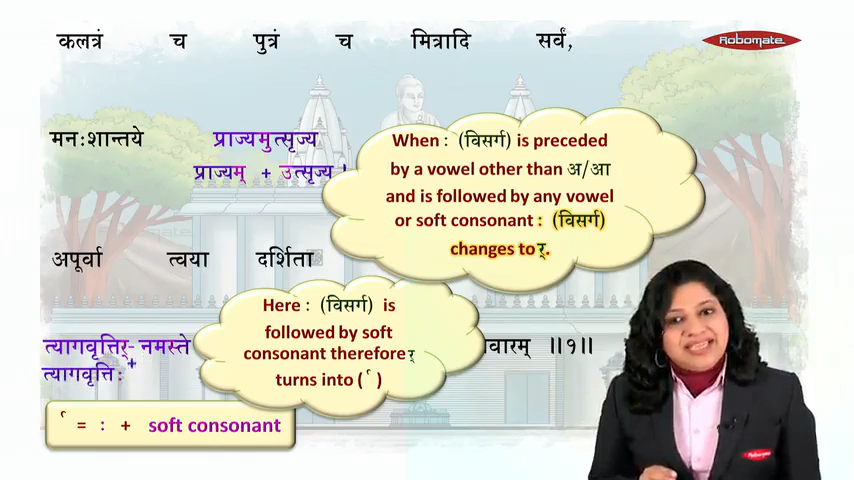 कलत्रं च पुत्रं च मित्रादि सर्वं,
Robomate
मनःशान्तये प्राज्यमुत्सृज्य
प्राज्यम् + उत्सृज्य
When : (विसर्ग) is preceded
by a vowel other than अ/आ
and is followed by any vowel
or soft consonant : (विसर्ग)
changes to र्.
अपूर्वा त्वया दर्शिता
Here : (विसर्ग) is
followed by soft
consonant therefore र्
turns into ( र्‍ )
त्यागवृत्तिर्- नमस्ते वारम् ॥१॥
त्यागवृत्तिः +
= : + soft consonant
Robomate